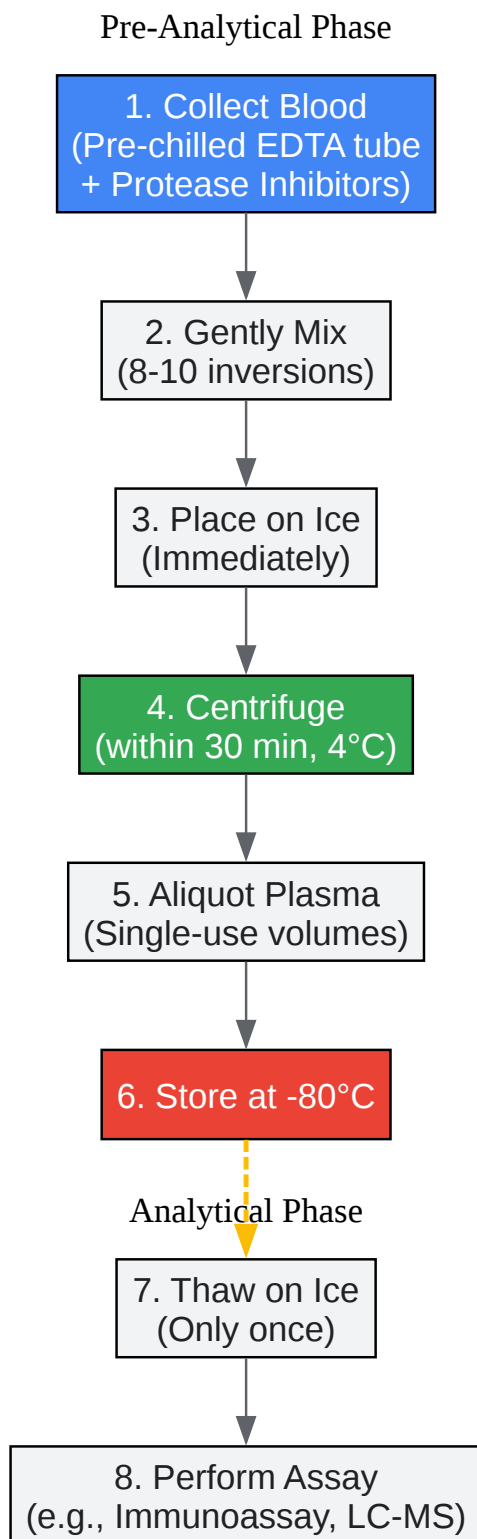 Pre-Analytical Phase
1. Collect Blood
(Pre-chilled EDTA tube
+ Protease Inhibitors)
2. Gently Mix
(8-10 inversions)
3. Place on Ice
(Immediately)
4. Centrifuge
(within 30 min, 4°C)
5. Aliquot Plasma
(Single-use volumes)
6. Store at -80°C
Analytical Phase
7. Thaw on Ice
(Only once)
8. Perform Assay
(e.g., Immunoassay, LC-MS)